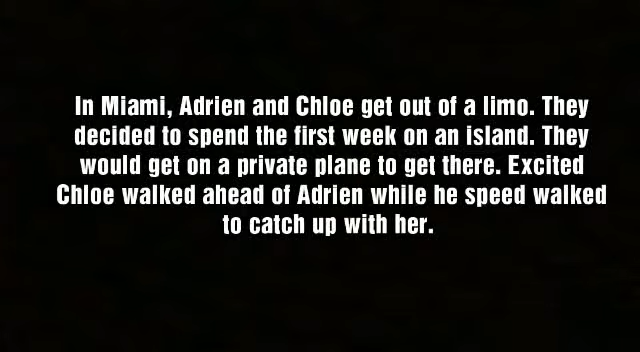 In Miami, Adrien and Chloe get out of a limo. They
decided to spend the first week on an island. They
would get on a private plane to get there. Excited
Chloe walked ahead of Adrien while he speed walked
to catch up with her.